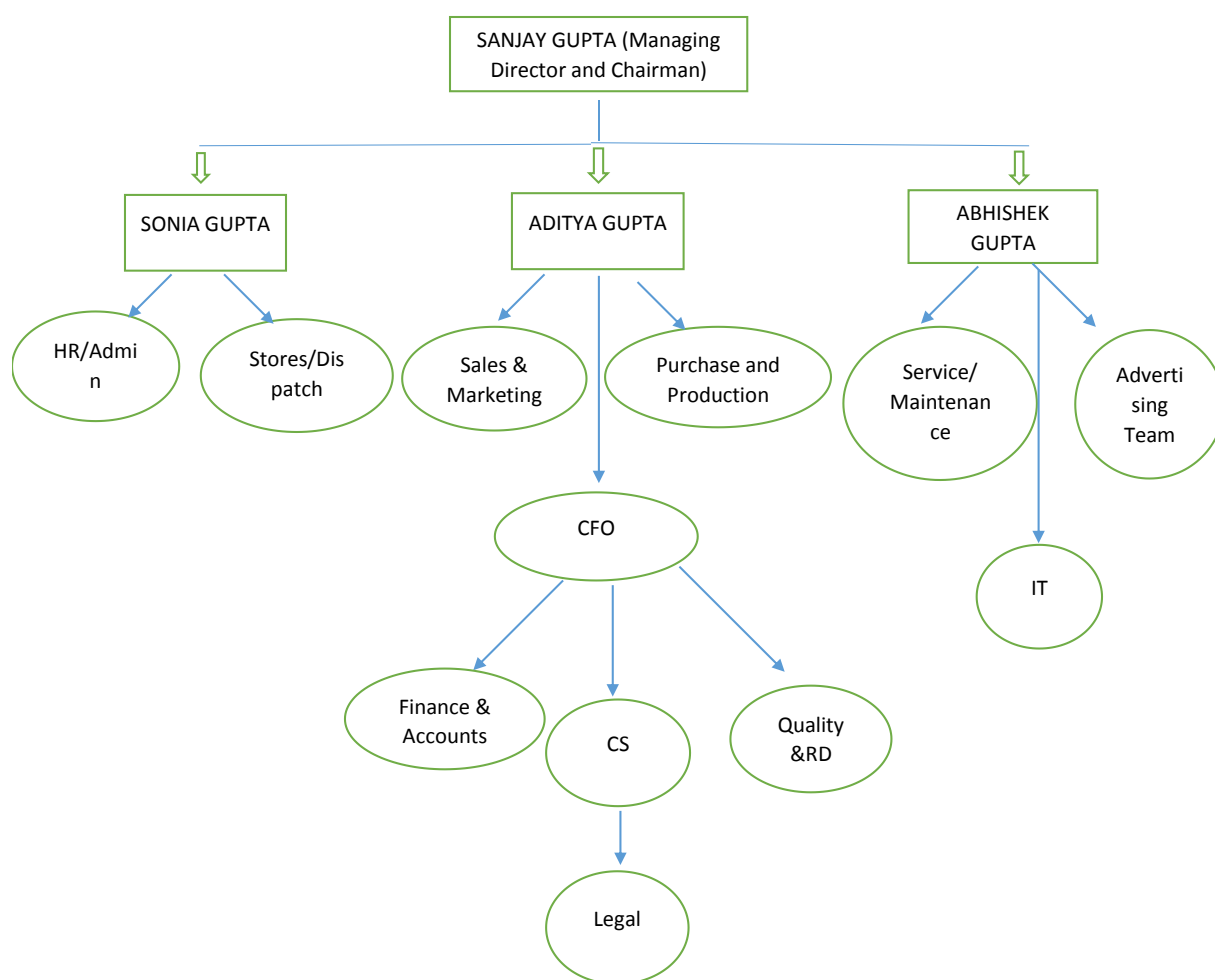 SANJAY GUPTA (Managing
Director and Chairman)
SONIA GUPTA
ADITYA GUPTA
ABHISHEK
GUPTA
HR/Admi
n
Stores/Dis
patch
Sales &
Marketing
Purchase and
Production
Service/
Maintenan
ce
Adverti
sing
Team
CFO
IT
Finance &
Accounts
CS
Quality
&RD
Legal